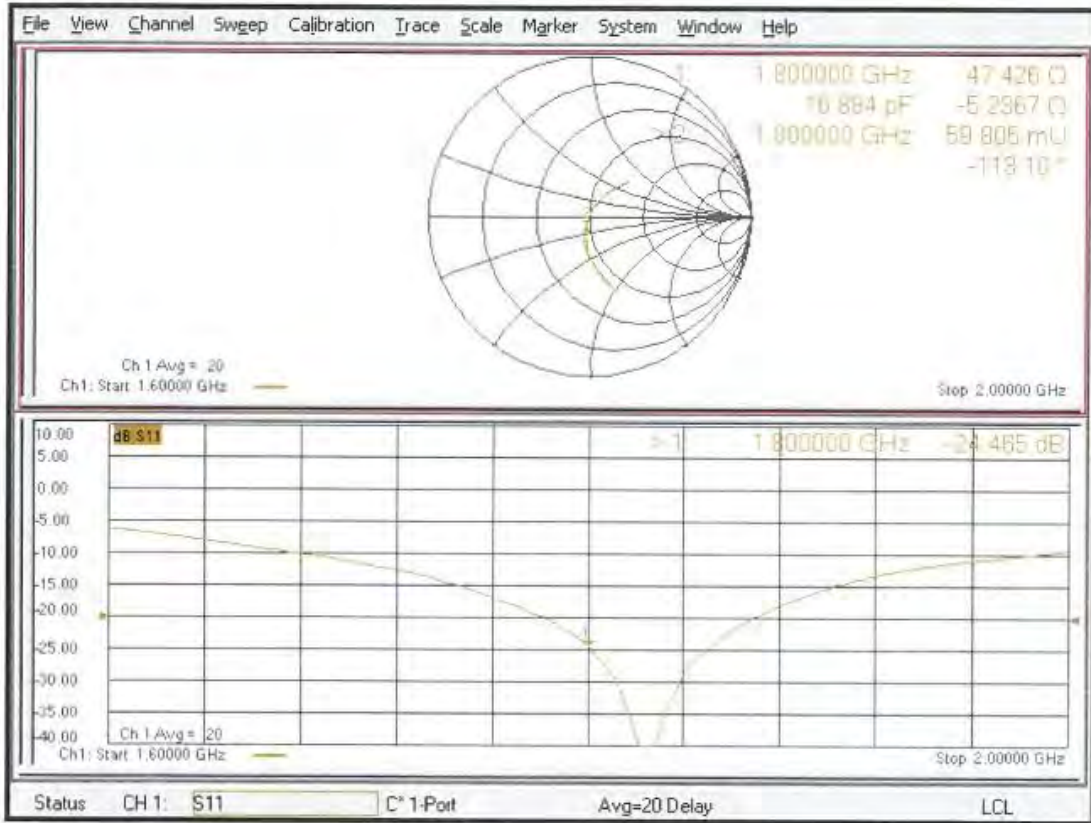 File View Channel Sweep Calibration Trace Scale Marker System Window Help
1: 1.800000 GHz 47.426 Ω
16.694 pF -5.2967 Ω
>2: 1.800000 GHz 59.805 mU
-113.10 °
Ch 1 Avg = 20
Ch1: Start 1.60000 GHz
Stop 2.00000 GHz
dB S11
>1: 1.800000 GHz -24.465 dB
10.00
5.00
0.00
-5.00
-10.00
-15.00
-20.00
-25.00
-30.00
-35.00
-40.00
1
Ch 1 Avg = 20
Ch1: Start 1.60000 GHz
Stop 2.00000 GHz
Status CH 1: S11 C* 1-Port Avg=20 Delay LCL